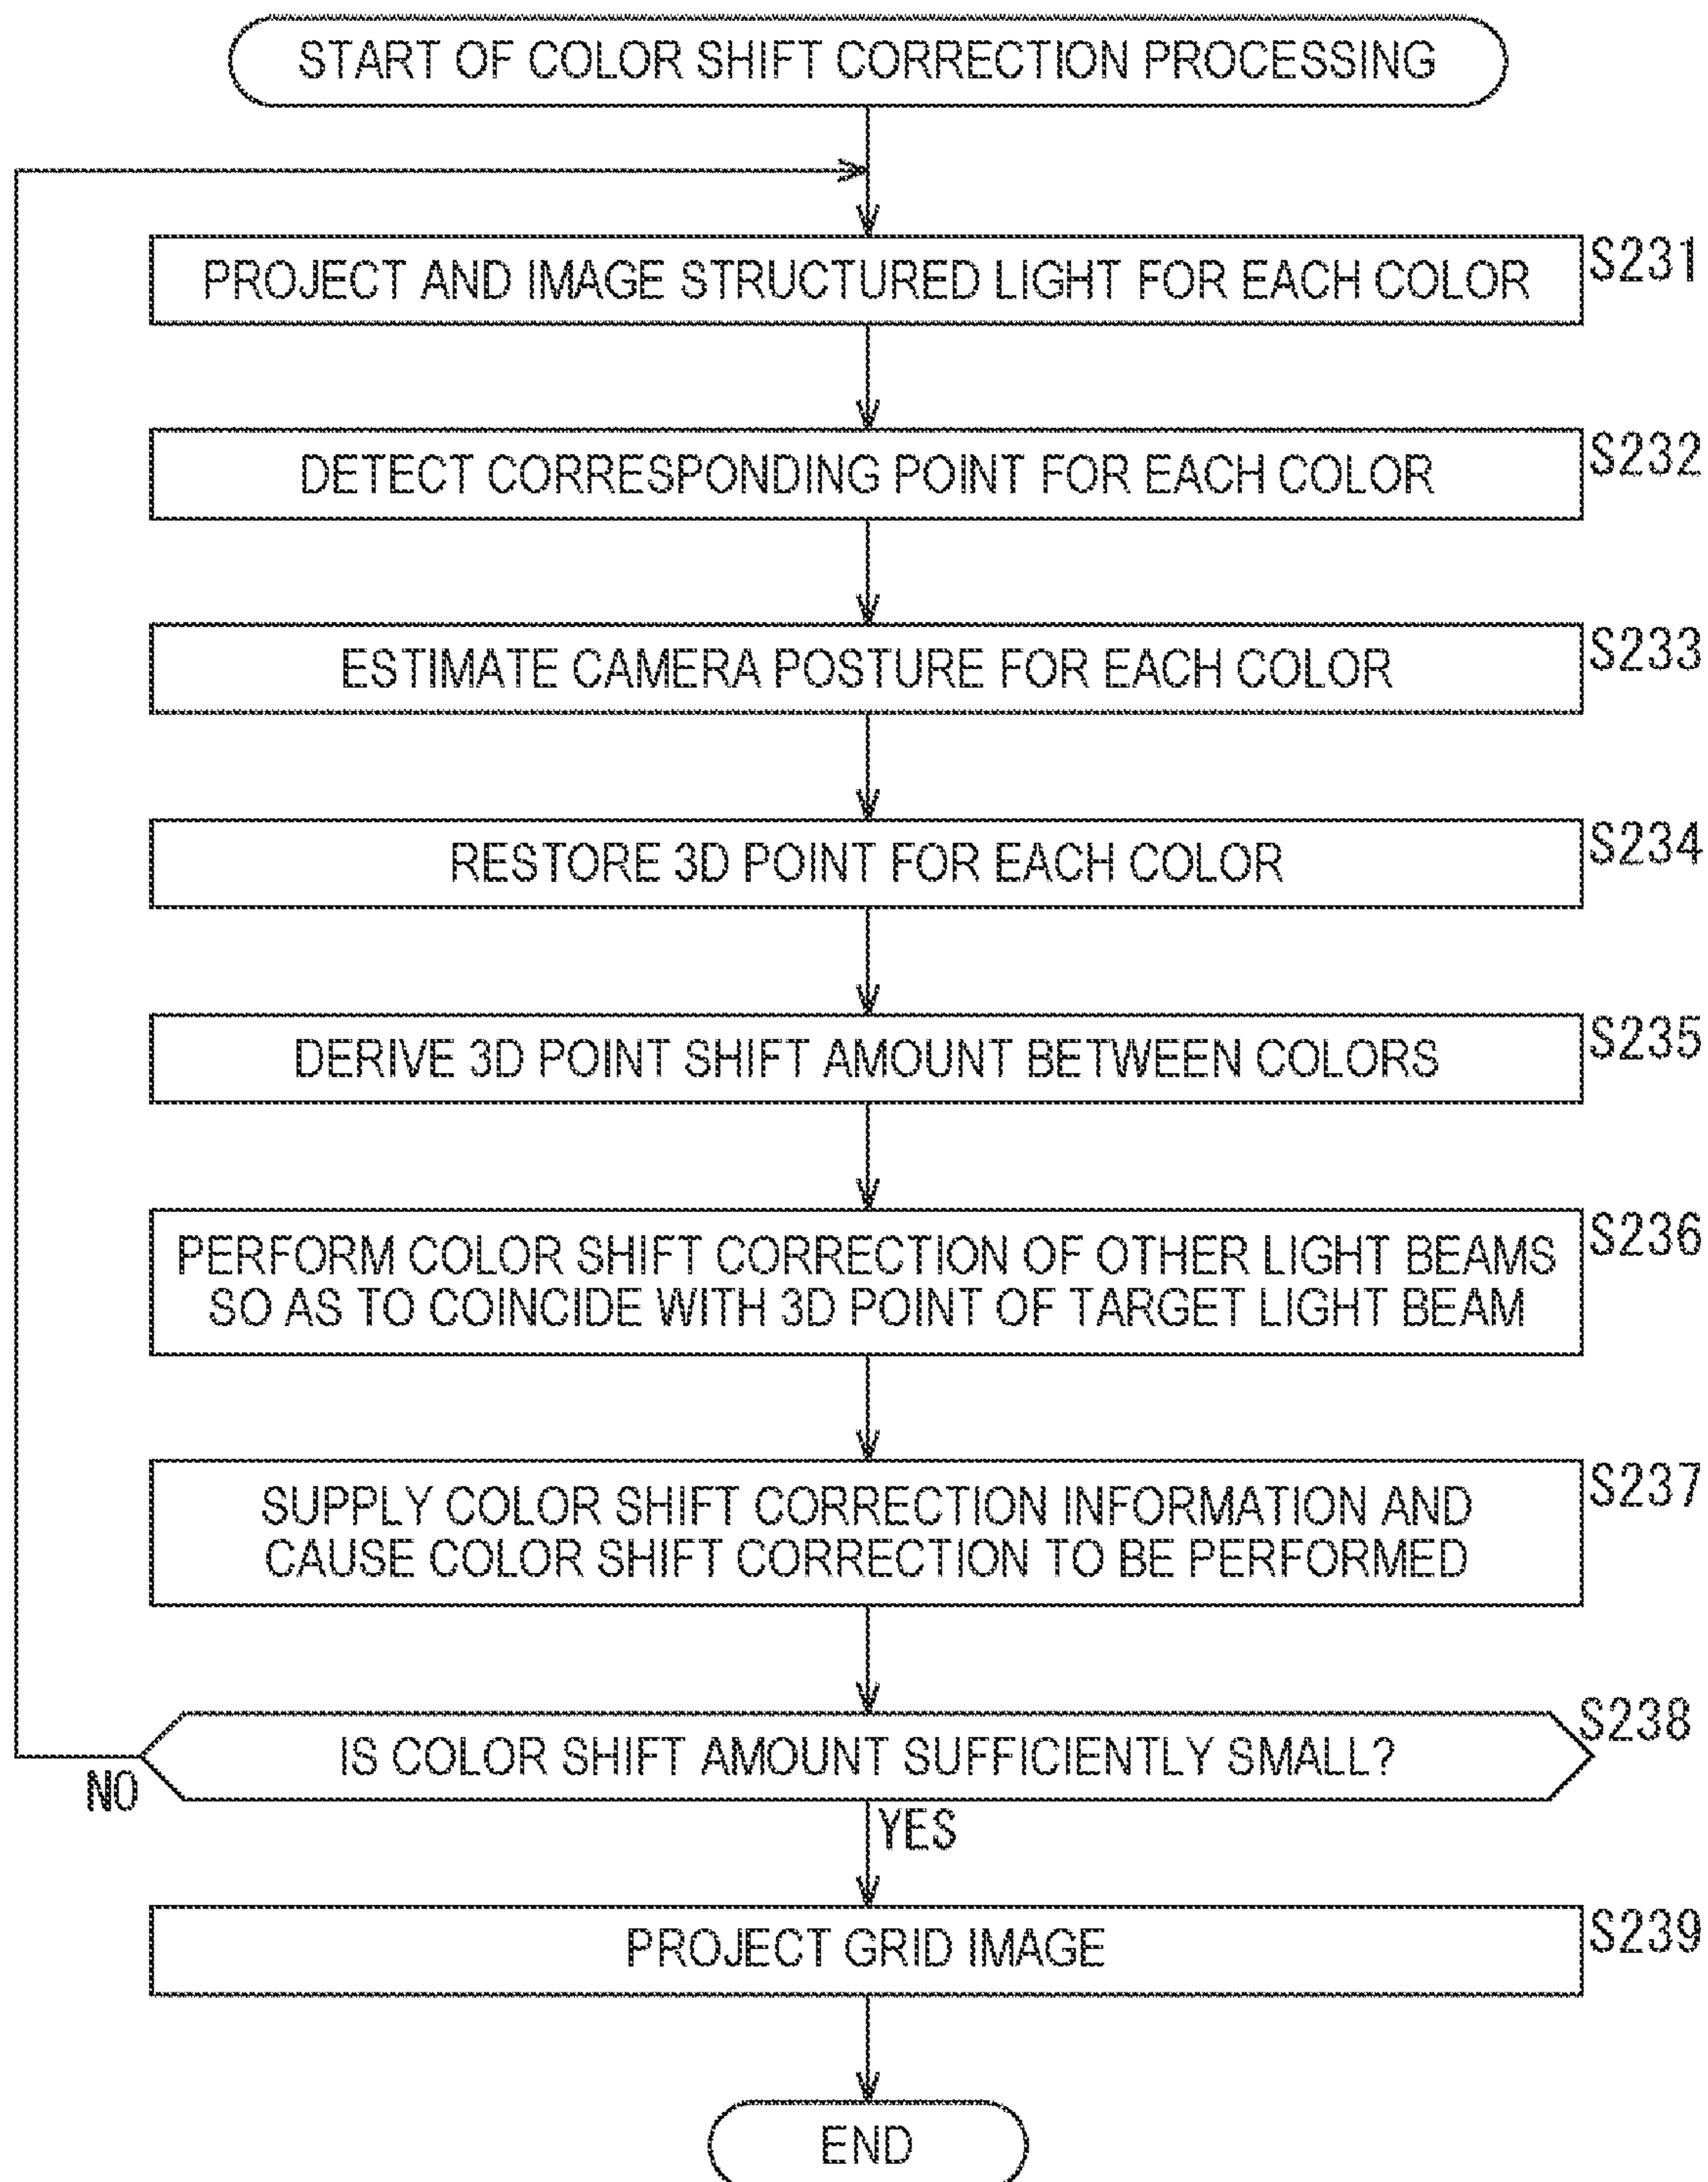 START OF COLOR SHIFT CORRECTION PROCESSING
PROJECT AND IMAGE STRUCTURED LIGHT FOR EACH COLOR
S231
DETECT CORRESPONDING POINT FOR EACH COLOR
S232
ESTIMATE CAMERA POSTURE FOR EACH COLOR
S233
RESTORE 3D POINT FOR EACH COLOR
S234
DERIVE 3D POINT SHIFT AMOUNT BETWEEN COLORS
S235
PERFORM COLOR SHIFT CORRECTION OF OTHER LIGHT BEAMS
SO AS TO COINCIDE WITH 3D POINT OF TARGET LIGHT BEAM
S236
SUPPLY COLOR SHIFT CORRECTION INFORMATION AND
CAUSE COLOR SHIFT CORRECTION TO BE PERFORMED
S237
IS COLOR SHIFT AMOUNT SUFFICIENTLY SMALL?
S238
NO
YES
PROJECT GRID IMAGE
S239
END